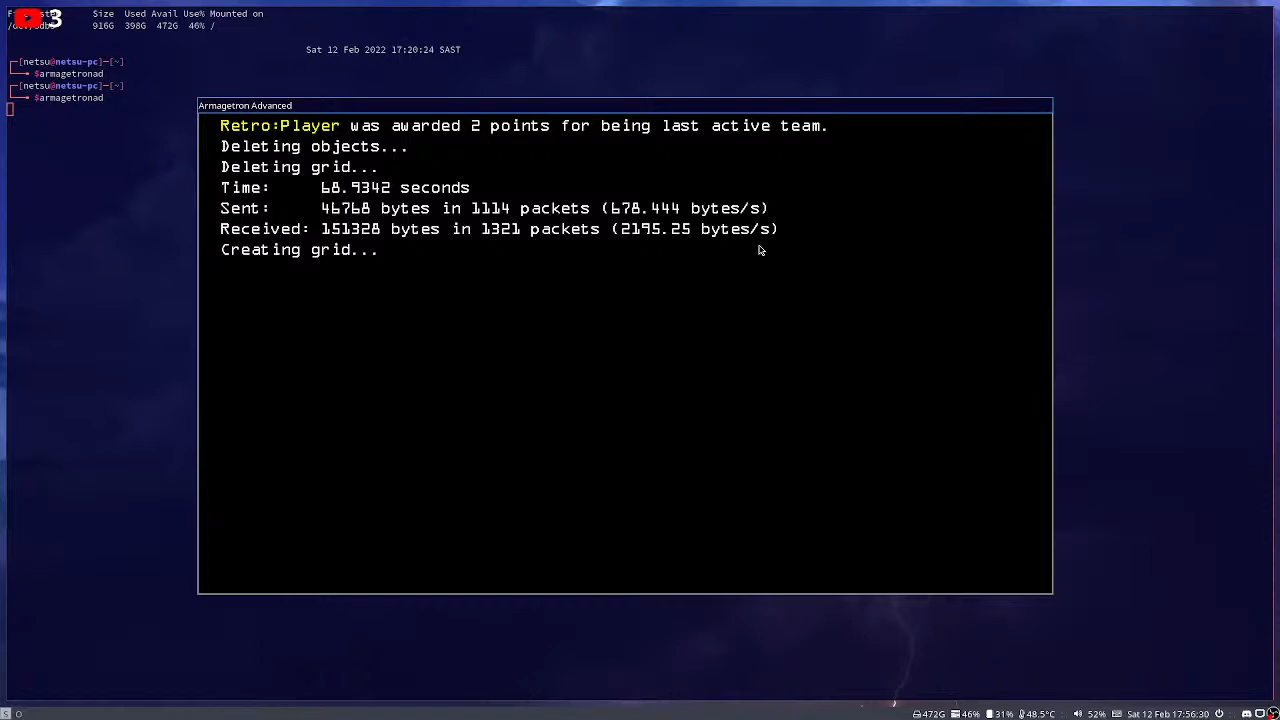 3
Size Used Avail Use% Mounted on
916G 398G 472G 46% /
Sat 12 Feb 2022 17:20:24 SAST
[netsu@netsu-pc]—[~]
$armagetronad
[netsu@netsu-pc]—[~]
$armagetronad
Armagetron Advanced
Retro:Player was awarded 2 points for being last active team.
Deleting objects...
Deleting grid...
Time: 68.9342 seconds
Sent: 46768 bytes in 1114 packets (678.444 bytes/s)
Received: 151328 bytes in 1321 packets (2195.25 bytes/s)
Creating grid...
S
472G 46% 31% 48.5°C 52% Sat 12 Feb 17:56:30